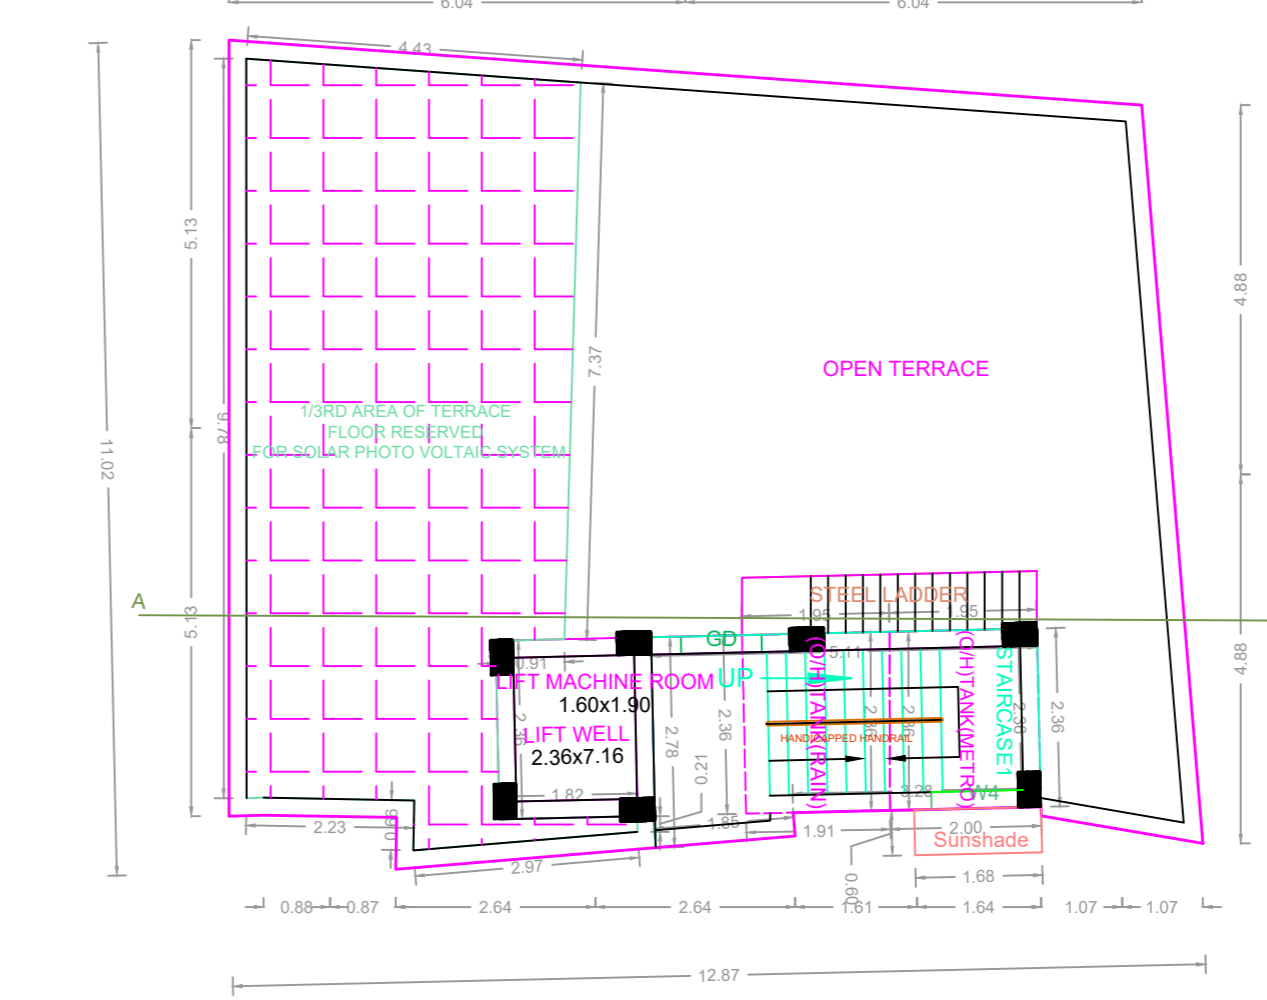 6.04
6.04
4.43
5.13
4.88
7.37
OPEN TERRACE
1/3RD AREA OF TERRACE
FLOOR RESERVED
FOR SOLAR PHOTO VOLTAIC SYSTEM
9.78
11.02
A
5.13
STEEL LADDER
1.95
1.95
GD
5.11
4.88
0.91
LIFT MACHINE ROOM
UP
1.60x1.90
LIFT WELL
2.36x7.16
2.78
2.36
HANDICAPPED HANDRAIL
(O/H)TANK(RAIN)
(O/H)TANK(METRO)
STAIRCASE1
2.36
0.21
1.82
3.28
W4
2.23
1.85
1.91
2.00
Sunshade
2.97
0.60
1.68
0.88
0.87
2.64
2.64
1.61
1.64
1.07
1.07
12.87